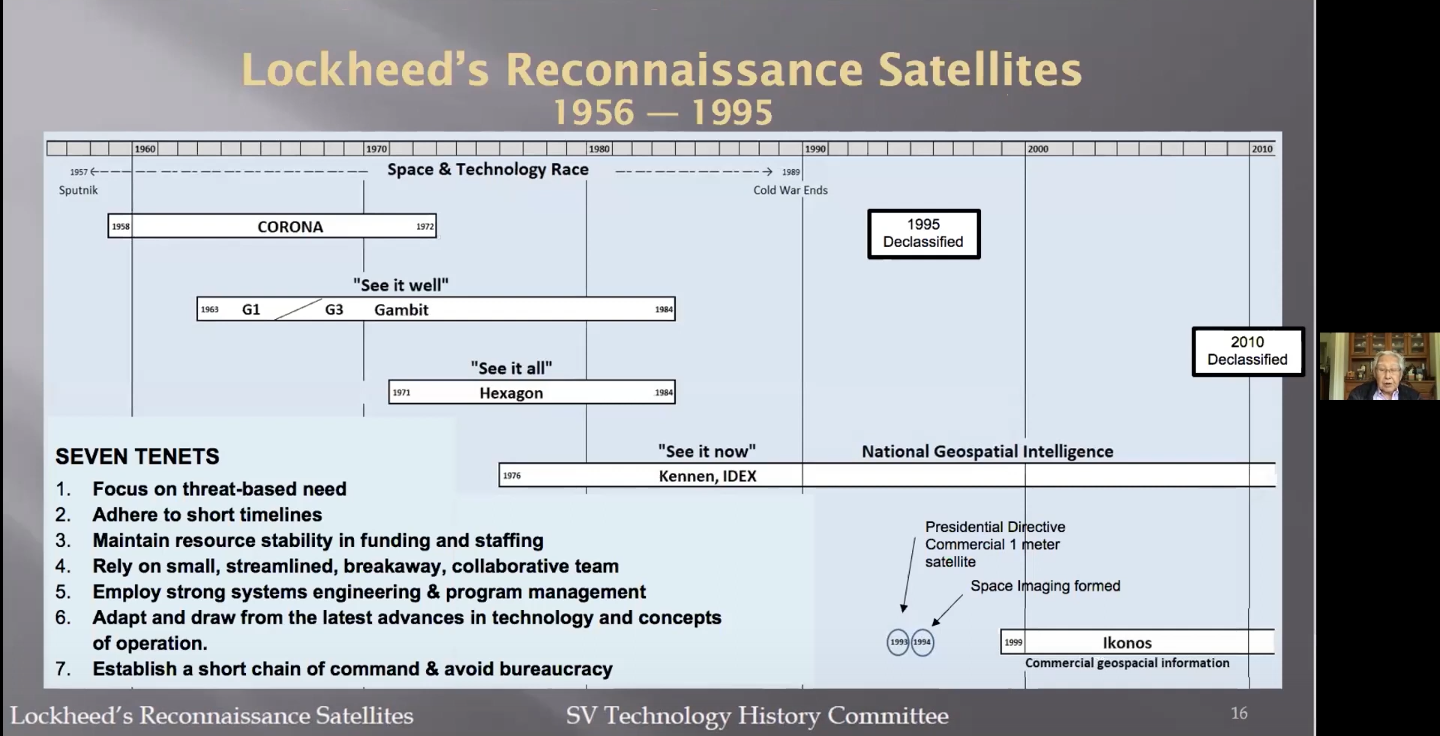 Lockheed's Reconnaissance Satellites
1956 — 1995
1960 1970 1980 1990 2000 2010
1957 Space & Technology Race 1989
Sputnik Cold War Ends
1958 CORONA 1972
1995
Declassified
"See it well"
1963 G1 G3 Gambit 1984
2010
Declassified
"See it all"
1971 Hexagon 1984
"See it now" National Geospatial Intelligence
1976 Kennen, IDEX
SEVEN TENETS
1. Focus on threat-based need
2. Adhere to short timelines
3. Maintain resource stability in funding and staffing
4. Rely on small, streamlined, breakaway, collaborative team
5. Employ strong systems engineering & program management
6. Adapt and draw from the latest advances in technology and concepts
of operation.
7. Establish a short chain of command & avoid bureaucracy
Presidential Directive
Commercial 1 meter
satellite
Space Imaging formed
1993 1994 1999 Ikonos
Commercial geospacial information
Lockheed's Reconnaissance Satellites SV Technology History Committee 16